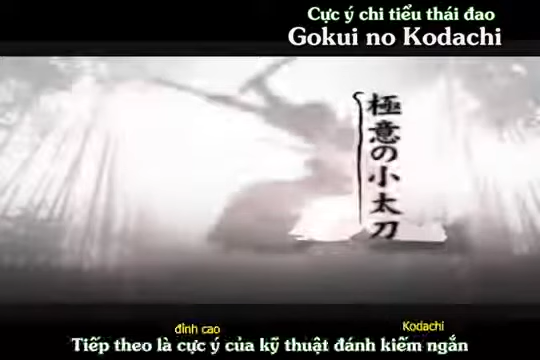 Cực ý chi tiểu thái đao
Gokui no Kodachi
極意の小太刀
đỉnh cao
Kodachi
Tiếp theo là cực ý của kỹ thuật đánh kiếm ngắn